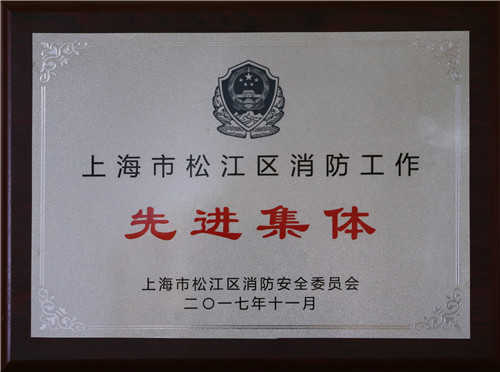 上海市松江区消防工作
先进集体
上海市松江区消防安全委员会
二〇一七年十一月